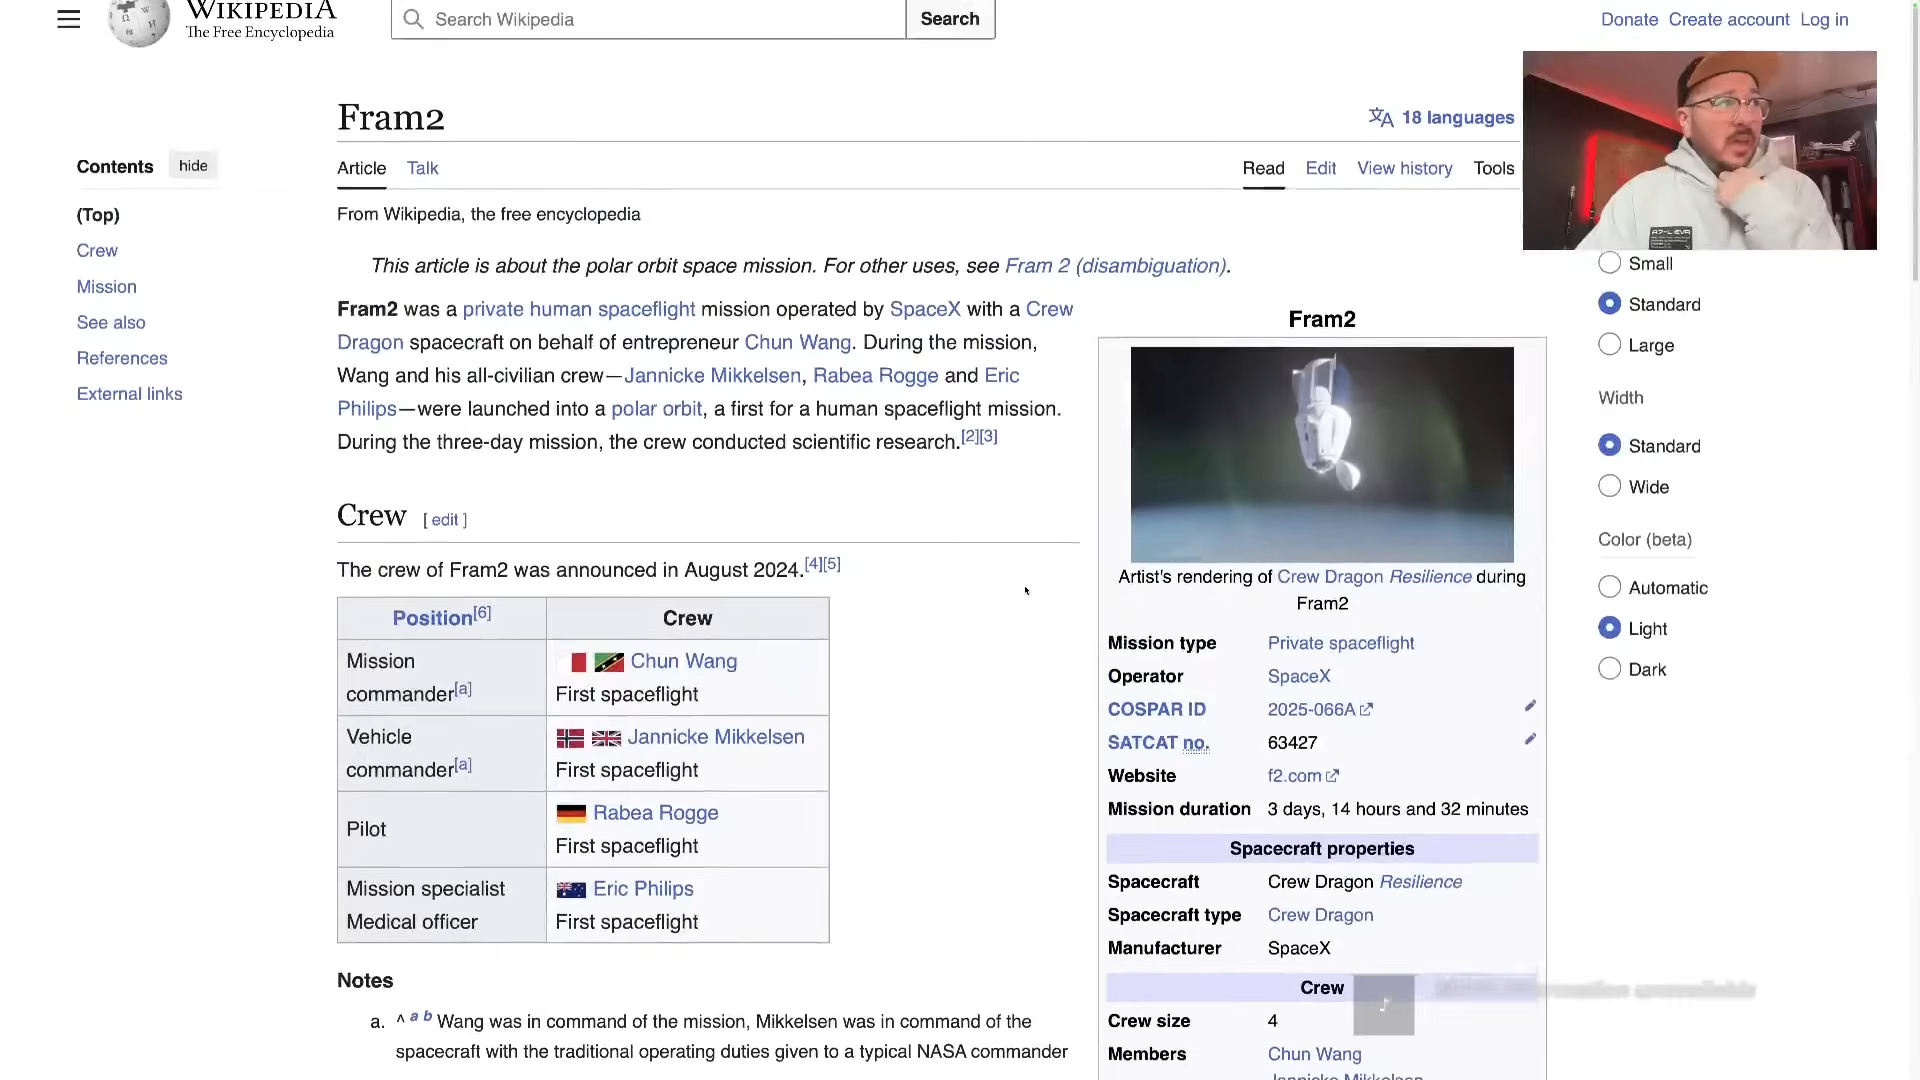 WIKIPEDIA
The Free Encyclopedia
Search Wikipedia
Search
Donate Create account Log in
Fram2
18 languages
Contents hide
Article Talk
Read Edit View history Tools
(Top)
Crew
Mission
See also
References
External links
From Wikipedia, the free encyclopedia
This article is about the polar orbit space mission. For other uses, see Fram 2 (disambiguation).
Fram2 was a private human spaceflight mission operated by SpaceX with a Crew
Dragon spacecraft on behalf of entrepreneur Chun Wang. During the mission,
Wang and his all-civilian crew—Jannicke Mikkelsen, Rabea Rogge and Eric
Philips—were launched into a polar orbit, a first for a human spaceflight mission.
During the three-day mission, the crew conducted scientific research.[2][3]
Crew [ edit ]
The crew of Fram2 was announced in August 2024.[4][5]
Position[6] Crew
Mission
commander[a]
Chun Wang
First spaceflight
Vehicle
commander[a]
Jannicke Mikkelsen
First spaceflight
Pilot
Rabea Rogge
First spaceflight
Mission specialist
Medical officer
Eric Philips
First spaceflight
Notes
a. ^ a b Wang was in command of the mission, Mikkelsen was in command of the
spacecraft with the traditional operating duties given to a typical NASA commander
Fram2
Artist's rendering of Crew Dragon Resilience during
Fram2
Mission type Private spaceflight
Operator SpaceX
COSPAR ID 2025-066A
SATCAT no. 63427
Website f2.com
Mission duration 3 days, 14 hours and 32 minutes
Spacecraft properties
Spacecraft Crew Dragon Resilience
Spacecraft type Crew Dragon
Manufacturer SpaceX
Crew
Crew size 4
Members Chun Wang
Jannicke Mikkelsen
Small
Standard
Large
Width
Standard
Wide
Color (beta)
Automatic
Light
Dark
A7-L EVA